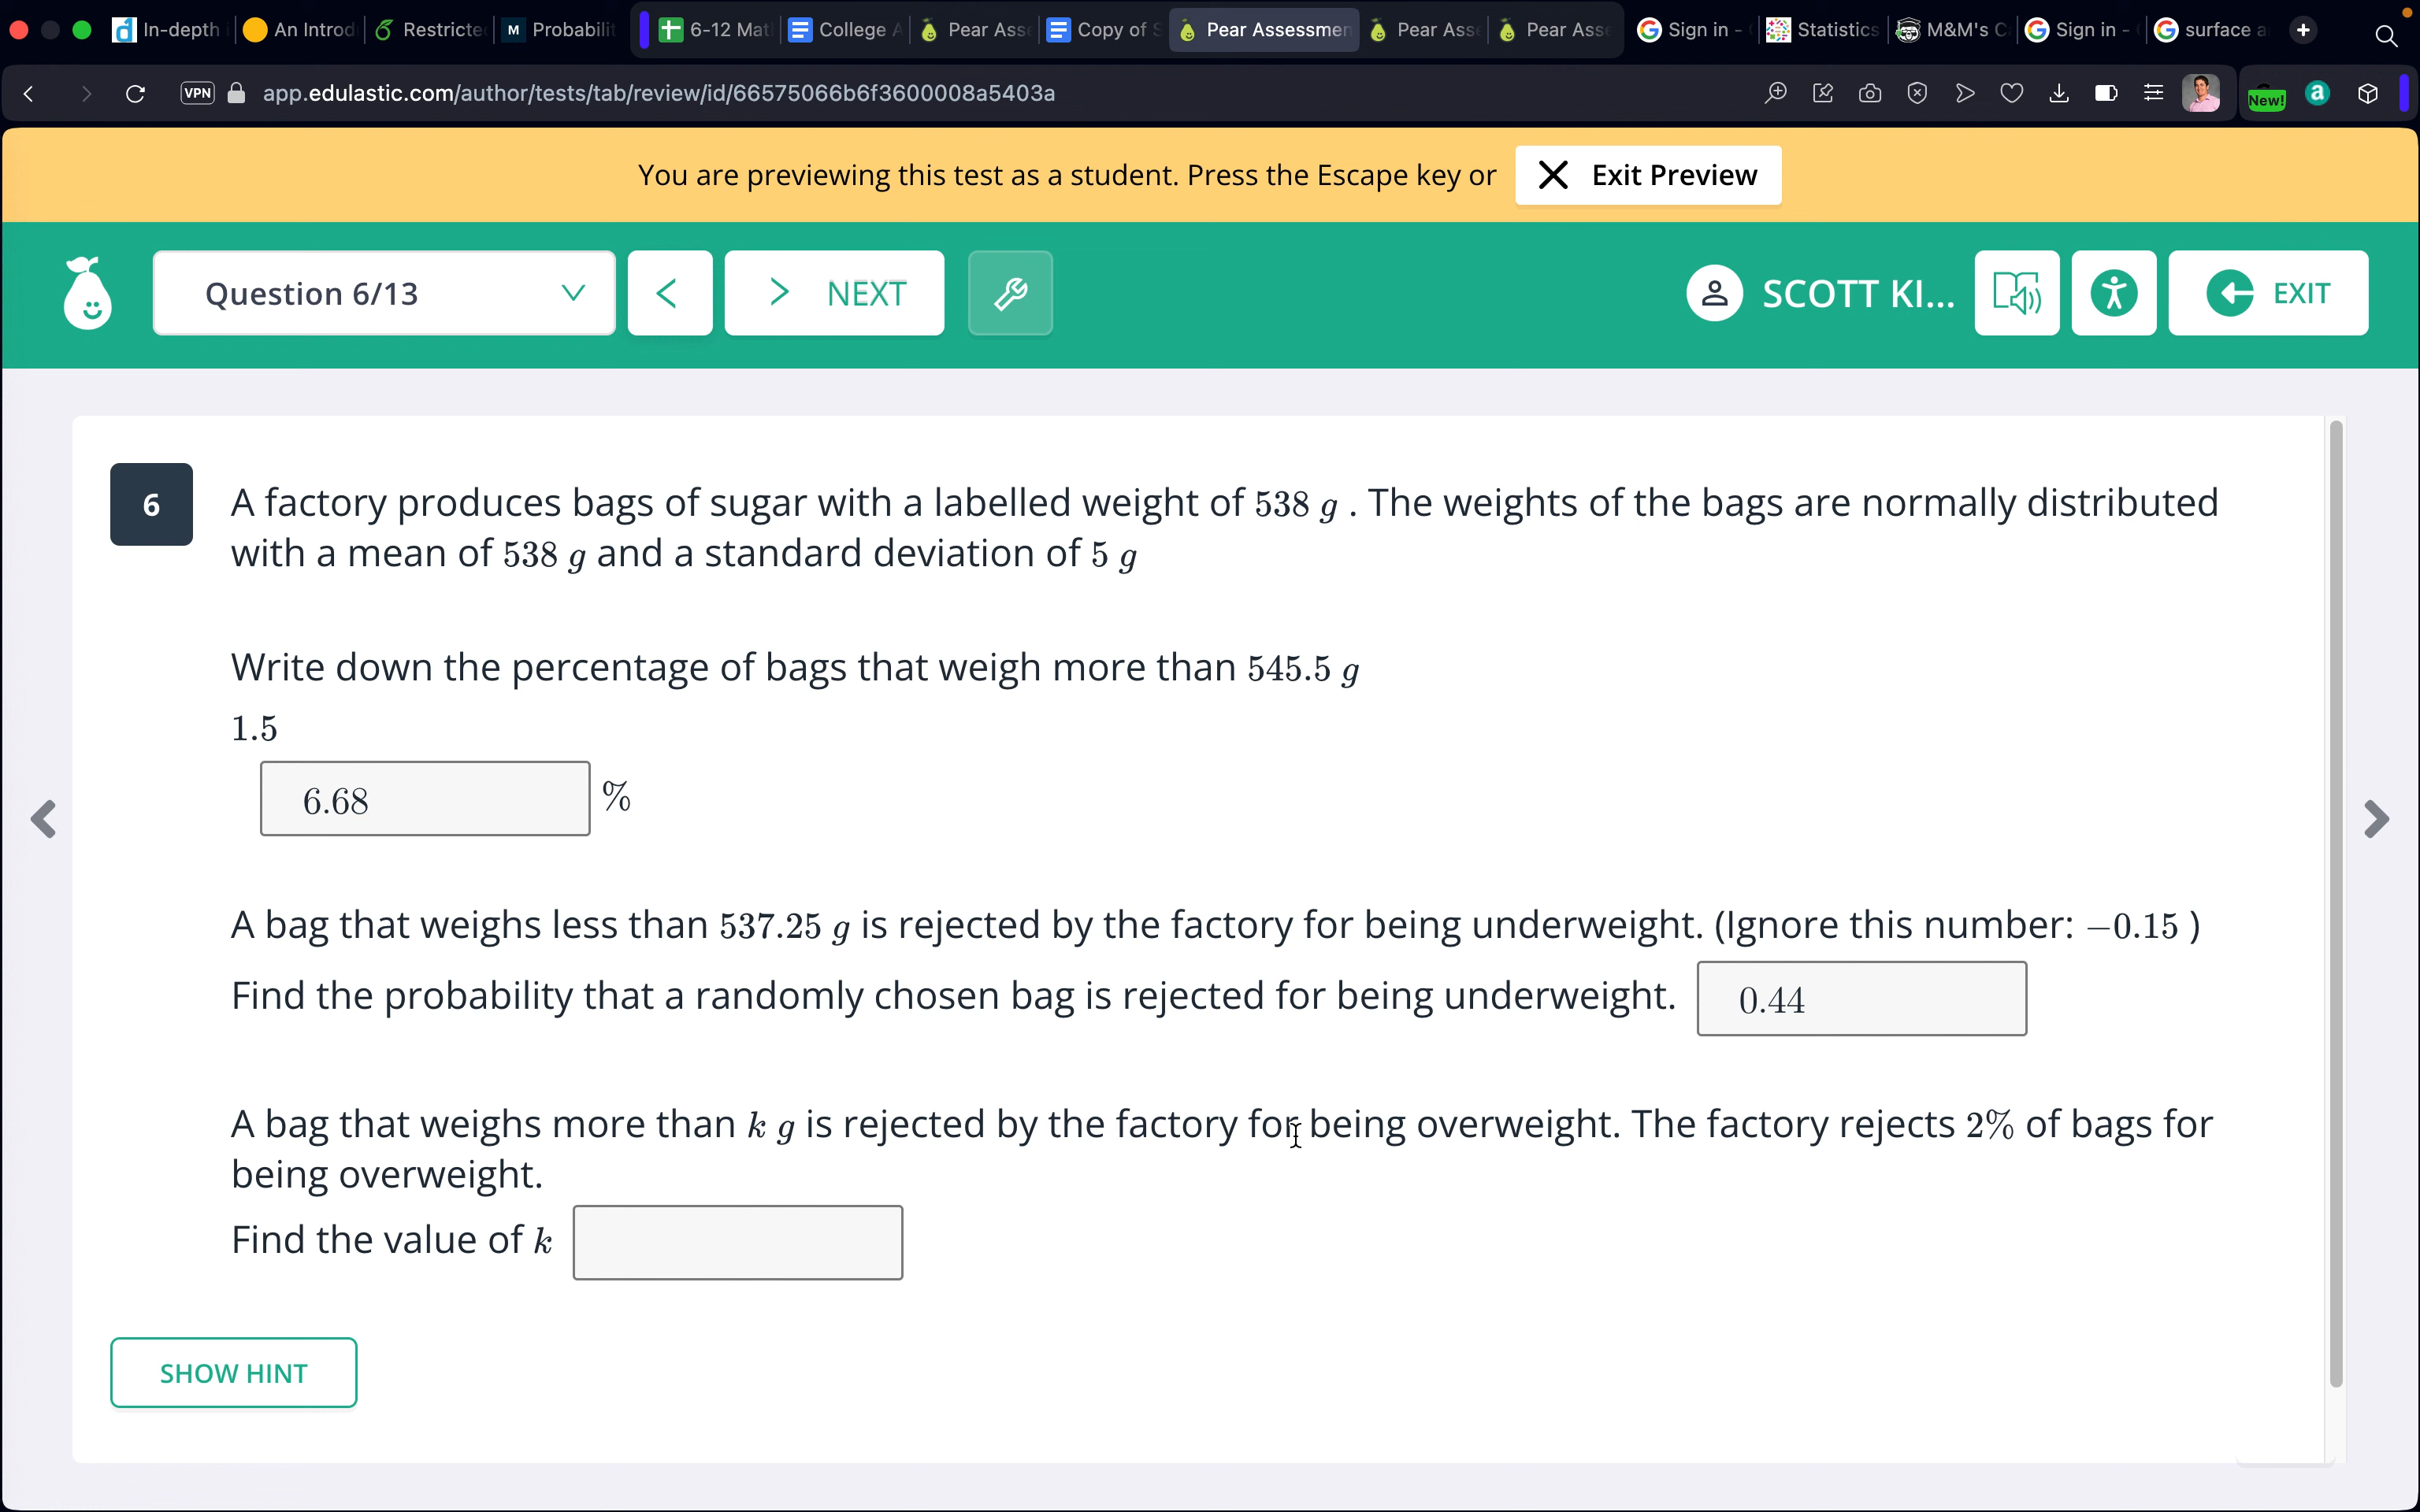 In-depth
An Introd
Restricte
M Probabilit
6-12 Mat
College A
Pear Asse
Copy of S
Pear Assessmen
Pear Asse
Pear Asse
Sign in -
Statistics
M&M's C
Sign in -
surface a
VPN
app.edulastic.com/author/tests/tab/review/id/66575066b6f3600008a5403a
New!
a
You are previewing this test as a student. Press the Escape key or
Exit Preview
Question 6/13
NEXT
SCOTT KI...
EXIT
6
A factory produces bags of sugar with a labelled weight of 538 g . The weights of the bags are normally distributed
with a mean of 538 g and a standard deviation of 5 g
Write down the percentage of bags that weigh more than 545.5 g
1.5
6.68 %
A bag that weighs less than 537.25 g is rejected by the factory for being underweight. (Ignore this number: −0.15 )
Find the probability that a randomly chosen bag is rejected for being underweight. 0.44
A bag that weighs more than k g is rejected by the factory for being overweight. The factory rejects 2% of bags for
being overweight.
Find the value of k
SHOW HINT